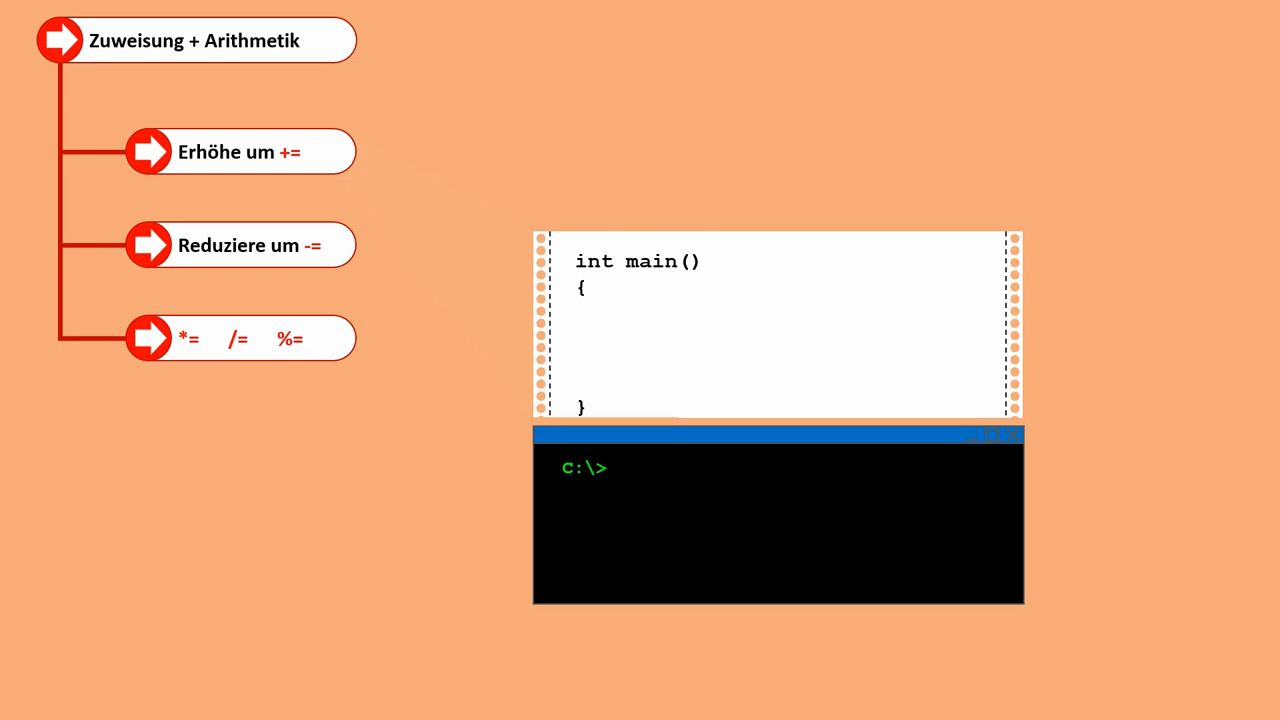 Zuweisung + Arithmetik
Erhöhe um +=
Reduziere um -=
*= /= %=
int main()
{
}
C:\>